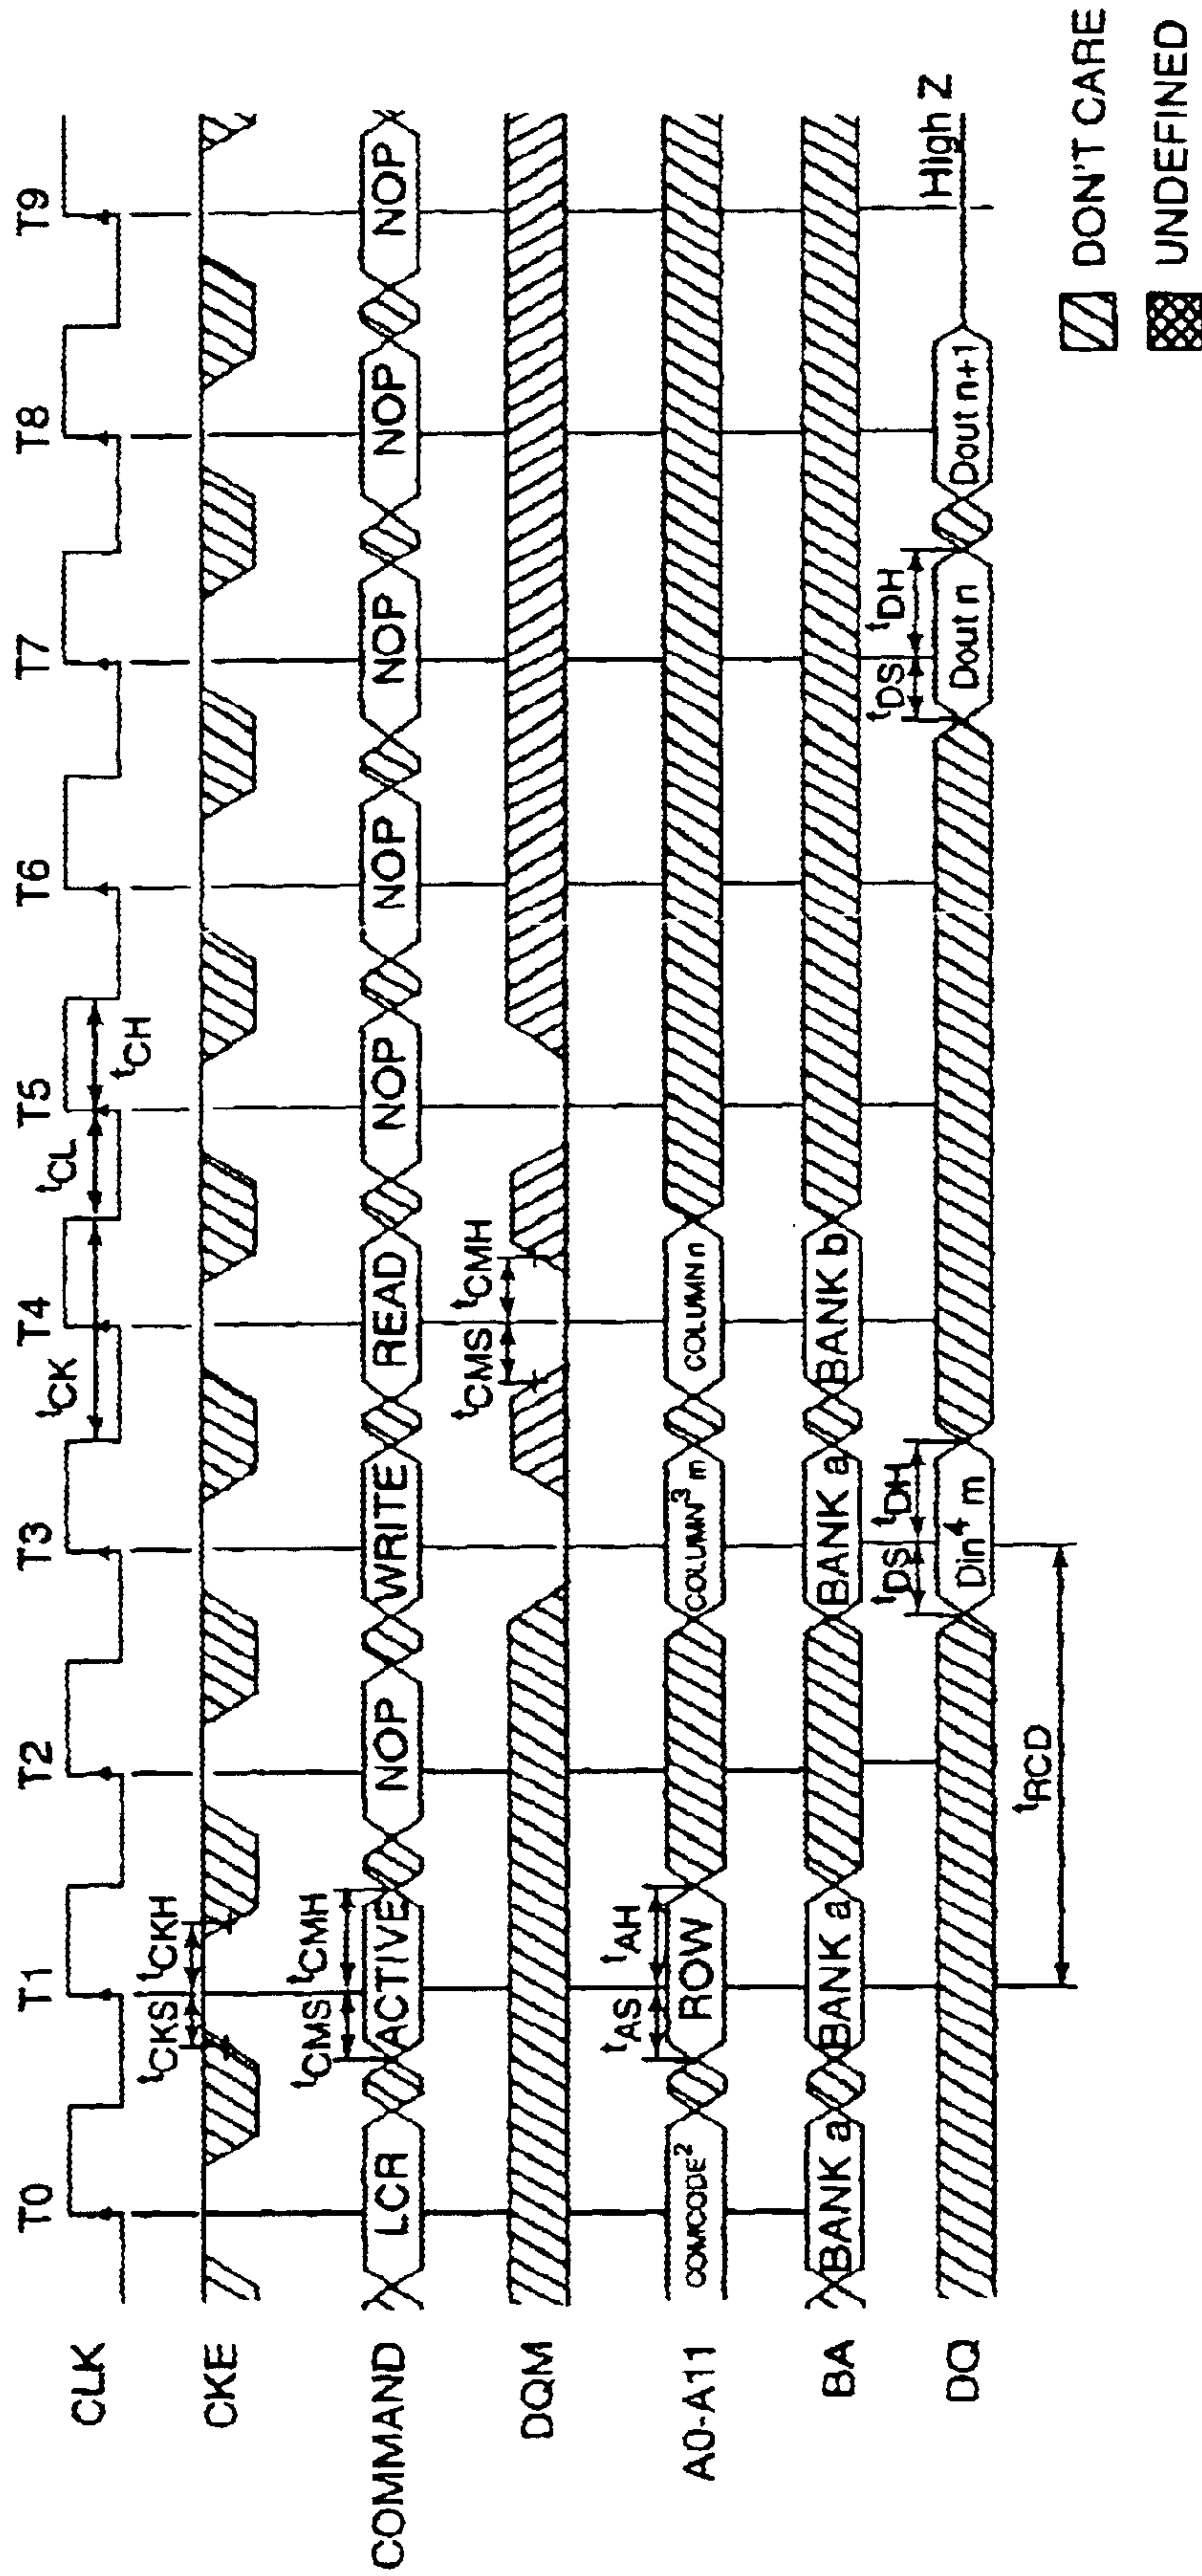 T0 T1 T2 T3 T4 T5 T6 T7 T8 T9
CLK
tCK tCL tCH
CKE
tCKS tCKH
COMMAND LCR ACTIVE NOP WRITE READ NOP NOP NOP NOP NOP
tCMS tCMH
DQM
tCMS tCMH
A0-A11 COMCODE² ROW COLUMN³ m COLUMN n
tAS tAH
BA BANK a BANK a BANK a BANK b
DQ Din⁴ m Dout n Dout n+1 High Z
tDS tDH tDS tDH
tRCD
DON'T CARE
UNDEFINED